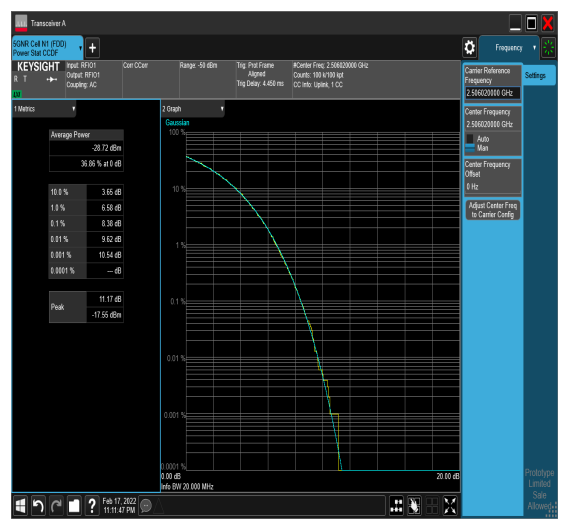 Transceiver A
5GNR Cell N1 (FDD)
Power Stat CCDF
Frequency
KEYSIGHT
R T
Input: RFIO1
Output: RFIO1
Coupling: AC
Corr CCorr
Range: -50 dBm
Trig: Prst Frame
Aligned
Trig Delay: 4.450 ms
#Center Freq: 2.506020000 GHz
Counts: 100 k/100 kpt
CC Info: Uplink, 1 CC
1 Metrics
Average Power
-28.72 dBm
36.86 % at 0 dB
10.0 % 3.65 dB
1.0 % 6.58 dB
0.1 % 8.38 dB
0.01 % 9.62 dB
0.001 % 10.54 dB
0.0001 % --- dB
Peak
11.17 dB
-17.55 dBm
2 Graph
Gaussian
100 %
10 %
1 %
0.1 %
0.01 %
0.001 %
0.0001 %
0.00 dB
20.00 dB
Info BW 20.000 MHz
Carrier Reference
Frequency
2.506020000 GHz
Center Frequency
2.506020000 GHz
Auto
Man
Center Frequency
Offset
0 Hz
Adjust Center Freq
to Carrier Config
Settings
Prototype
Limited
Sale
Allowed
Feb 17, 2022
11:11:47 PM